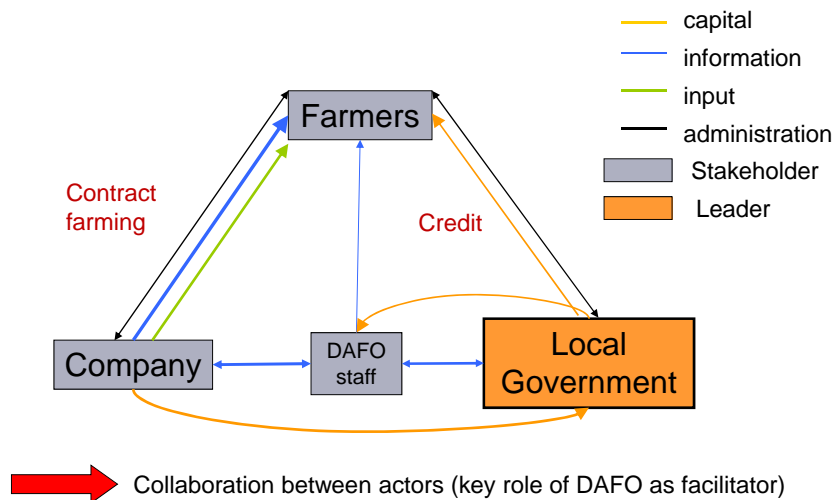 capital
information
input
administration
Stakeholder
Leader
Farmers
Contract
farming
Credit
Company
DAFO
staff
Local
Government
Collaboration between actors (key role of DAFO as facilitator)